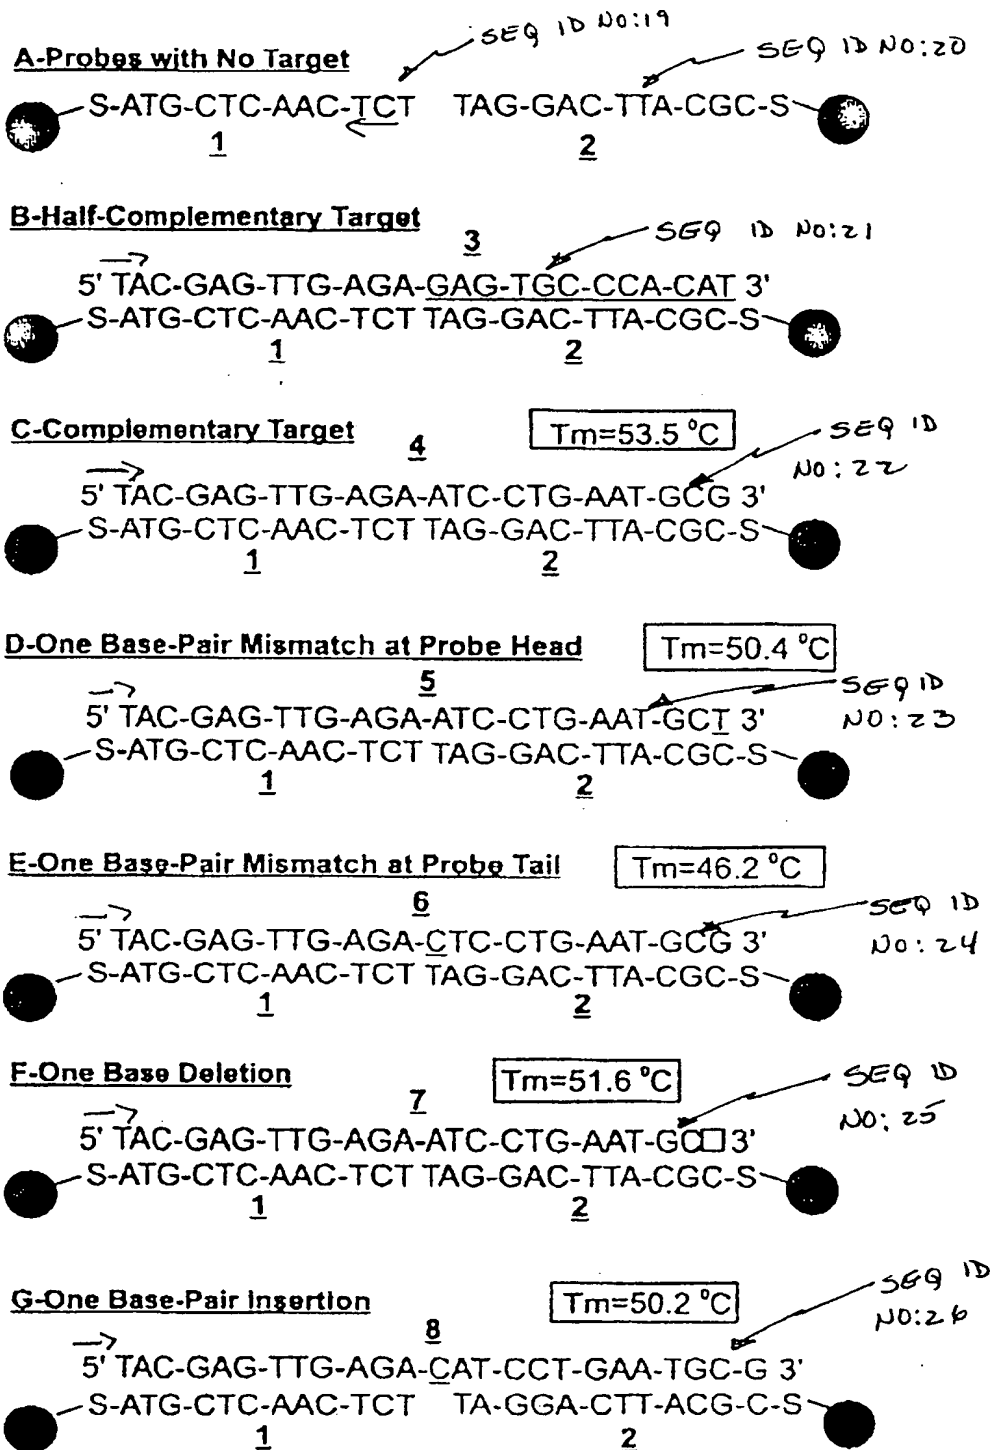 SEQ ID NO:19
SEQ ID NO:20
A-Probes with No Target
S-ATG-CTC-AAC-TCT TAG-GAC-TTA-CGC-S
1 2
B-Half-Complementary Target
3
SEQ ID NO:21
5' TAC-GAG-TTG-AGA-GAG-TGC-CCA-CAT 3'
S-ATG-CTC-AAC-TCT TAG-GAC-TTA-CGC-S
1 2
C-Complementary Target
4
Tm=53.5 °C
SEQ ID
NO:22
5' TAC-GAG-TTG-AGA-ATC-CTG-AAT-GCG 3'
S-ATG-CTC-AAC-TCT TAG-GAC-TTA-CGC-S
1 2
D-One Base-Pair Mismatch at Probe Head
Tm=50.4 °C
5
SEQ ID
NO:23
5' TAC-GAG-TTG-AGA-ATC-CTG-AAT-GCT 3'
S-ATG-CTC-AAC-TCT TAG-GAC-TTA-CGC-S
1 2
E-One Base-Pair Mismatch at Probe Tail
Tm=46.2 °C
6
SEQ ID
NO:24
5' TAC-GAG-TTG-AGA-CTC-CTG-AAT-GCG 3'
S-ATG-CTC-AAC-TCT TAG-GAC-TTA-CGC-S
1 2
F-One Base Deletion
Tm=51.6 °C
7
SEQ ID
NO:25
5' TAC-GAG-TTG-AGA-ATC-CTG-AAT-GC□ 3'
S-ATG-CTC-AAC-TCT TAG-GAC-TTA-CGC-S
1 2
G-One Base-Pair Insertion
Tm=50.2 °C
8
SEQ ID
NO:26
5' TAC-GAG-TTG-AGA-CAT-CCT-GAA-TGC-G 3'
S-ATG-CTC-AAC-TCT TA-GGA-CTT-ACG-C-S
1 2